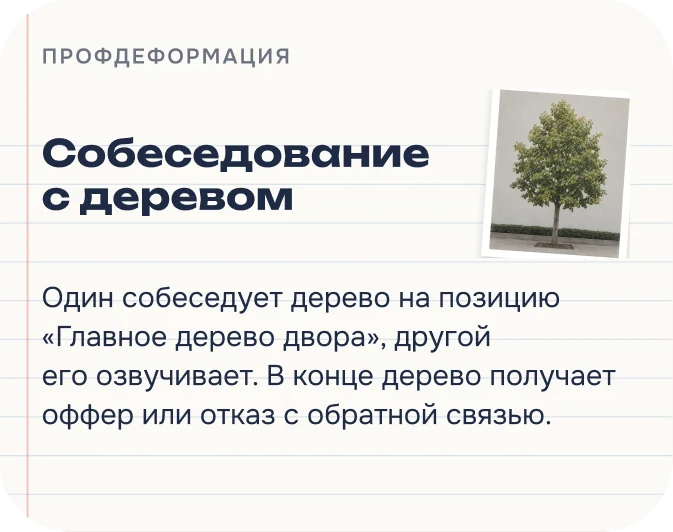 ПРОФДЕФОРМАЦИЯ
Собеседование
с деревом
Один собеседует дерево на позицию
«Главное дерево двора», другой
его озвучивает. В конце дерево получает
оффер или отказ с обратной связью.